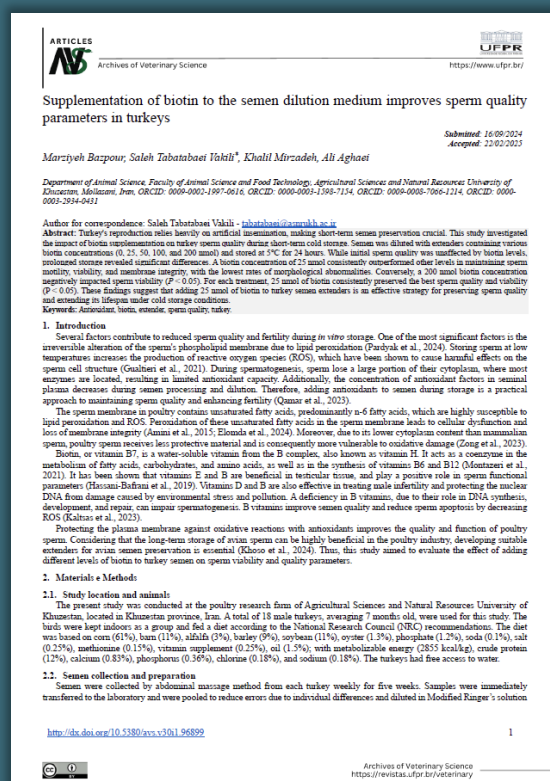 ARTICLES
AVS
UFPR
Archives of Veterinary Science
https://www.ufpr.br/
Supplementation of biotin to the semen dilution medium improves sperm quality
parameters in turkeys
Submitted: 16/09/2024
Accepted: 22/02/2025
Marziyeh Bazpour, Saleh Tabatabaei Vakili*, Khalil Mirzadeh, Ali Aghaei
Department of Animal Science, Faculty of Animal Science and Food Technology, Agricultural Sciences and Natural Resources University of
Khuzestan, Mollasani, Iran, ORCID: 0009-0002-1997-0616, ORCID: 0000-0003-1398-7154, ORCID: 0009-0008-7066-1214, ORCID: 0000-
0003-2934-0431
Author for correspondence: Saleh Tabatabaei Vakili - tabatabaei@asnrukh.ac.ir
Abstract: Turkey's reproduction relies heavily on artificial insemination, making short-term semen preservation crucial. This study investigated
the impact of biotin supplementation on turkey sperm quality during short-term cold storage. Semen was diluted with extenders containing various
biotin concentrations (0, 25, 50, 100, and 200 nmol) and stored at 5°C for 24 hours. While initial sperm quality was unaffected by biotin levels,
prolonged storage revealed significant differences. A biotin concentration of 25 nmol consistently outperformed other levels in maintaining sperm
motility, viability, and membrane integrity, with the lowest rates of morphological abnormalities. Conversely, a 200 nmol biotin concentration
negatively impacted sperm viability (P < 0.05). For each treatment, 25 nmol of biotin consistently preserved the best sperm quality and viability
(P < 0.05). These findings suggest that adding 25 nmol of biotin to turkey semen extenders is an effective strategy for preserving sperm quality
and extending its lifespan under cold storage conditions.
Keywords: Antioxidant, biotin, extender, sperm quality, turkey.
1. Introduction
Several factors contribute to reduced sperm quality and fertility during in vitro storage. One of the most significant factors is the
irreversible alteration of the sperm's phospholipid membrane due to lipid peroxidation (Pardyak et al., 2024). Storing sperm at low
temperatures increases the production of reactive oxygen species (ROS), which have been shown to cause harmful effects on the
sperm cell structure (Gualtieri et al., 2021). During spermatogenesis, sperm lose a large portion of their cytoplasm, where most
enzymes are located, resulting in limited antioxidant capacity. Additionally, the concentration of antioxidant factors in seminal
plasma decreases during semen processing and dilution. Therefore, adding antioxidants to semen during storage is a practical
approach to maintaining sperm quality and enhancing fertility (Qamar et al., 2023).
The sperm membrane in poultry contains unsaturated fatty acids, predominantly n-6 fatty acids, which are highly susceptible to
lipid peroxidation and ROS. Peroxidation of these unsaturated fatty acids in the sperm membrane leads to cellular dysfunction and
loss of membrane integrity (Amini et al., 2015; Elomda et al., 2024). Moreover, due to its lower cytoplasm content than mammalian
sperm, poultry sperm receives less protective material and is consequently more vulnerable to oxidative damage (Zong et al., 2023).
Biotin, or vitamin B7, is a water-soluble vitamin from the B complex, also known as vitamin H. It acts as a coenzyme in the
metabolism of fatty acids, carbohydrates, and amino acids, as well as in the synthesis of vitamins B6 and B12 (Montazeri et al.,
2021). It has been shown that vitamins E and B are beneficial in testicular tissue, and play a positive role in sperm functional
parameters (Hassani-Bafrani et al., 2019). Vitamins D and B are also effective in treating male infertility and protecting the nuclear
DNA from damage caused by environmental stress and pollution. A deficiency in B vitamins, due to their role in DNA synthesis,
development, and repair, can impair spermatogenesis. B vitamins improve semen quality and reduce sperm apoptosis by decreasing
ROS (Kaltsas et al., 2023).
Protecting the plasma membrane against oxidative reactions with antioxidants improves the quality and function of poultry
sperm. Considering that the long-term storage of avian sperm can be highly beneficial in the poultry industry, developing suitable
extenders for avian semen preservation is essential (Khoso et al., 2024). Thus, this study aimed to evaluate the effect of adding
different levels of biotin to turkey semen on sperm viability and quality parameters.
2. Materials e Methods
2.1. Study location and animals
The present study was conducted at the poultry research farm of Agricultural Sciences and Natural Resources University of
Khuzestan, located in Khuzestan province, Iran. A total of 18 male turkeys, averaging 7 months old, were used for this study. The
birds were kept indoors as a group and fed a diet according to the National Research Council (NRC) recommendations. The diet
was based on corn (61%), barn (11%), alfalfa (3%), barley (9%), soybean (11%), oyster (1.3%), phosphate (1.2%), soda (0.1%), salt
(0.25%), methionine (0.15%), vitamin supplement (0.25%), oil (1.5%); with metabolizable energy (2855 kcal/kg), crude protein
(12%), calcium (0.83%), phosphorus (0.36%), chlorine (0.18%), and sodium (0.18%). The turkeys had free access to water.
2.2. Semen collection and preparation
Semen were collected by abdominal massage method from each turkey weekly for five weeks. Samples were immediately
transferred to the laboratory and were pooled to reduce errors due to individual differences and diluted in Modified Ringer's solution
http://dx.doi.org/10.5380/avs.v30i1.96899
1
cc BY
Archives of Veterinary Science
https://revistas.ufpr.br/veterinary